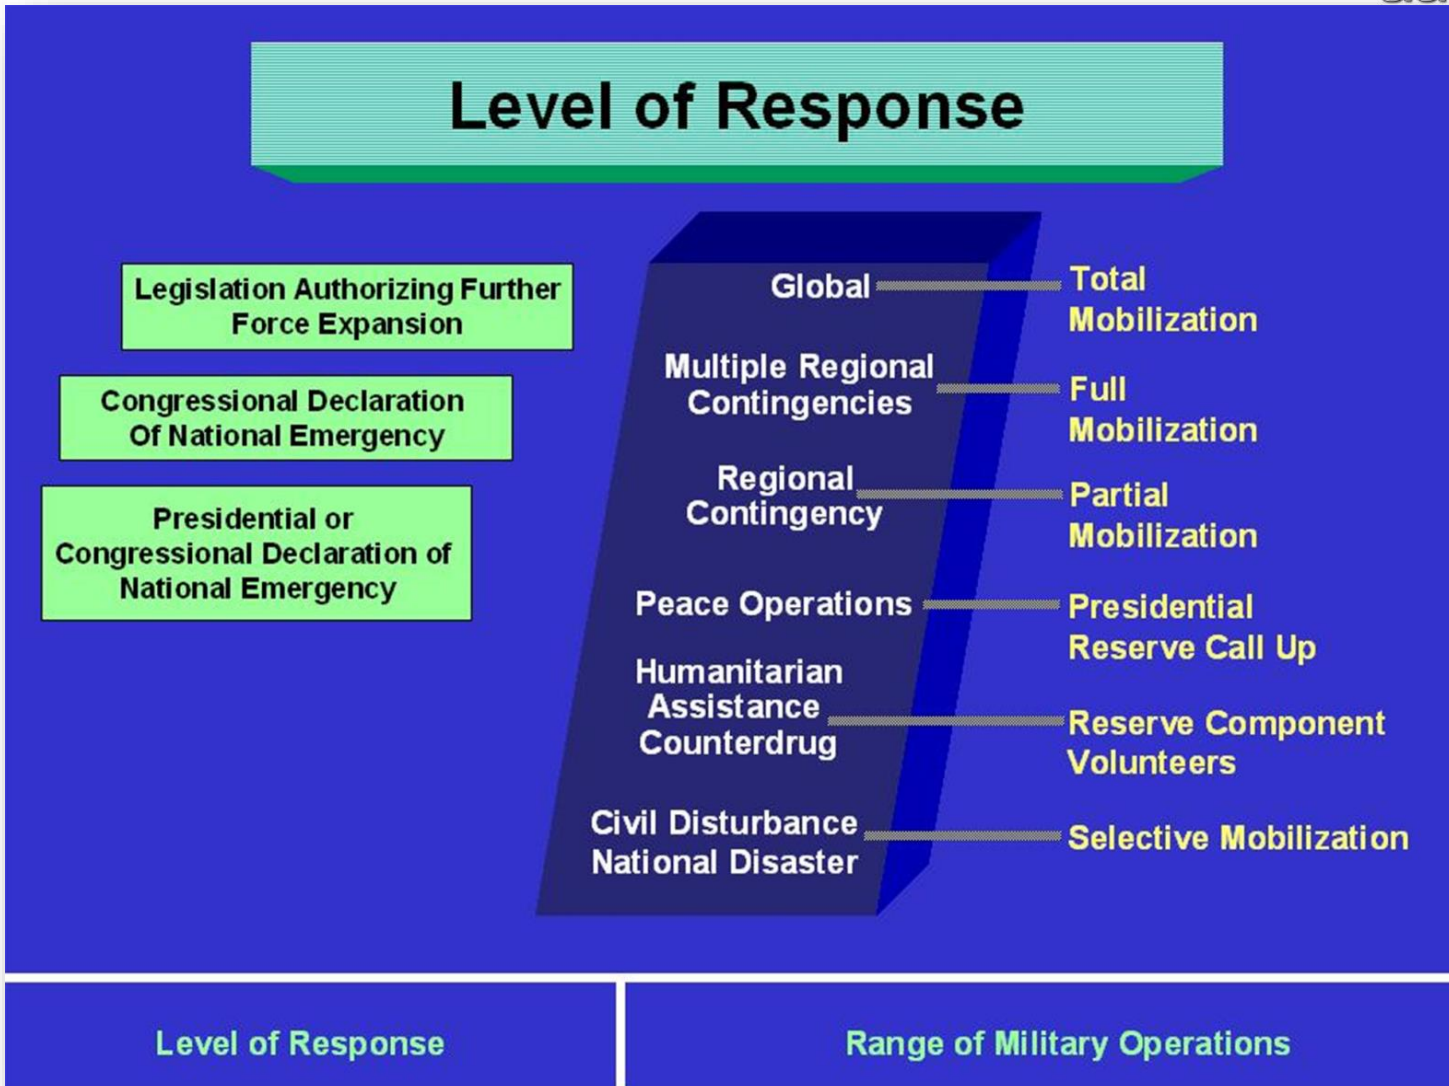 Level of Response
Legislation Authorizing Further
Force Expansion
Congressional Declaration
Of National Emergency
Presidential or
Congressional Declaration of
National Emergency
Global
Multiple Regional
Contingencies
Regional
Contingency
Peace Operations
Humanitarian
Assistance
Counterdrug
Civil Disturbance
National Disaster
Total
Mobilization
Full
Mobilization
Partial
Mobilization
Presidential
Reserve Call Up
Reserve Component
Volunteers
Selective Mobilization
Level of Response
Range of Military Operations